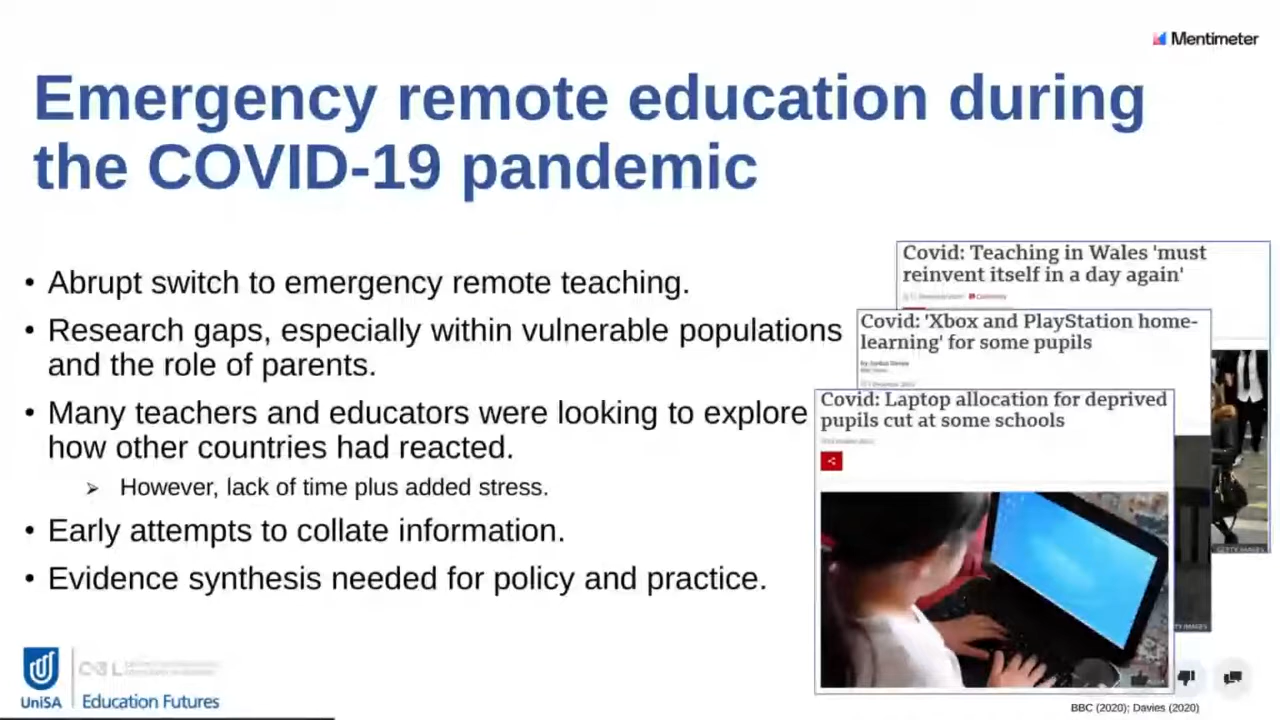 Mentimeter
Emergency remote education during
the COVID-19 pandemic
• Abrupt switch to emergency remote teaching.
• Research gaps, especially within vulnerable populations
and the role of parents.
• Many teachers and educators were looking to explore
how other countries had reacted.
➢ However, lack of time plus added stress.
• Early attempts to collate information.
• Evidence synthesis needed for policy and practice.
Covid: Teaching in Wales 'must
reinvent itself in a day again'
Covid: 'Xbox and PlayStation home-
learning' for some pupils
Covid: Laptop allocation for deprived
pupils cut at some schools
GETTY IMAGES
TY IMAGES
UniSA
Education Futures
BBC (2020); Davies (2020)